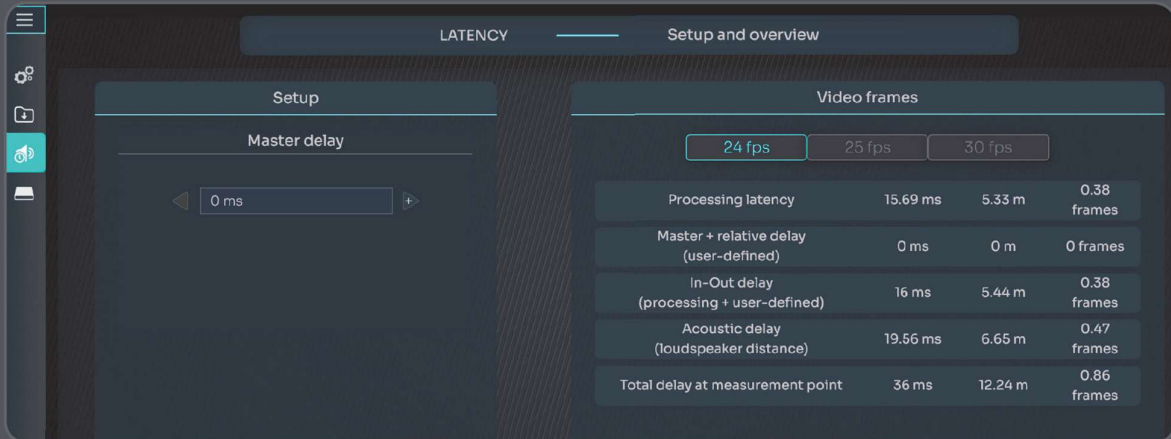 LATENCY Setup and overview
Setup
Master delay
0 ms +
Video frames
24 fps 25 fps 30 fps
Processing latency 15.69 ms 5.33 m 0.38 frames
Master + relative delay
(user-defined) 0 ms 0 m 0 frames
In-Out delay
(processing + user-defined) 16 ms 5.44 m 0.38 frames
Acoustic delay
(loudspeaker distance) 19.56 ms 6.65 m 0.47 frames
Total delay at measurement point 36 ms 12.24 m 0.86 frames